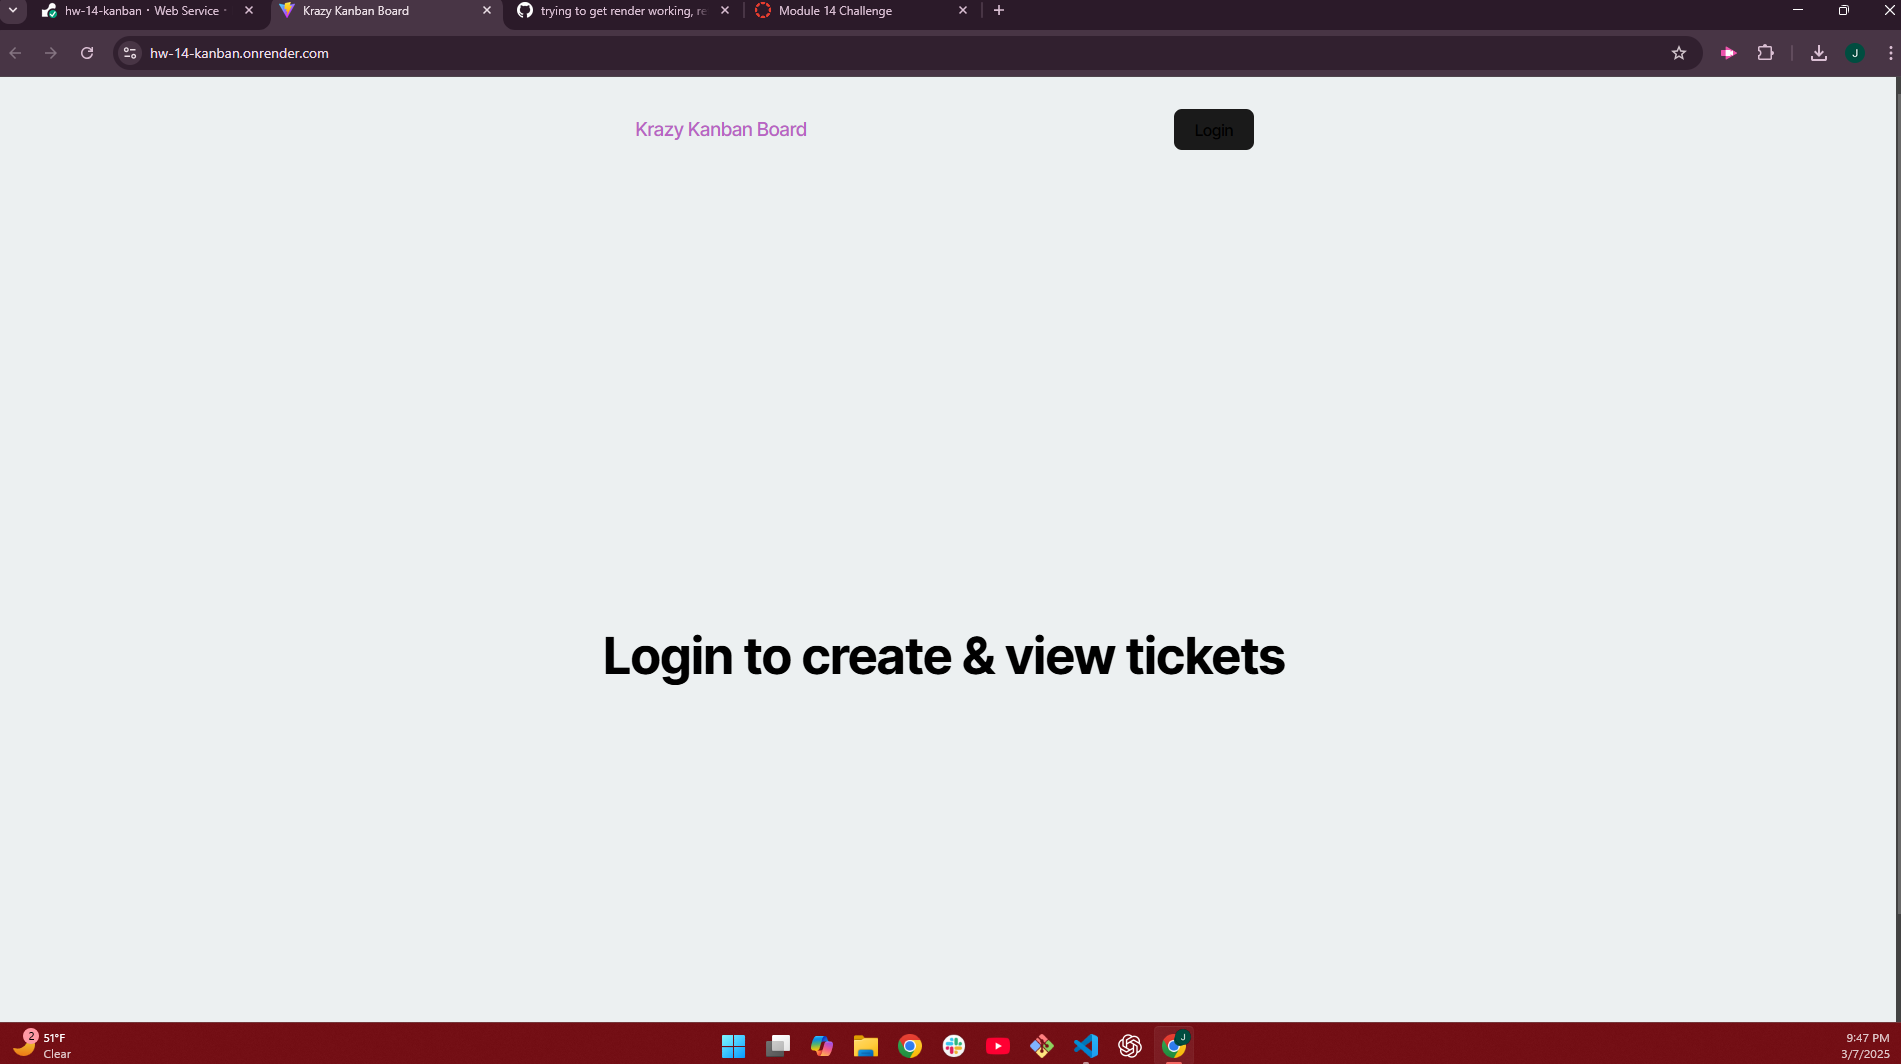 hw-14-kanban · Web Service ·
Krazy Kanban Board
trying to get render working, re
Module 14 Challenge
hw-14-kanban.onrender.com
J
Krazy Kanban Board
Login
Login to create & view tickets
2
51°F
Clear
J
9:47 PM
3/7/2025